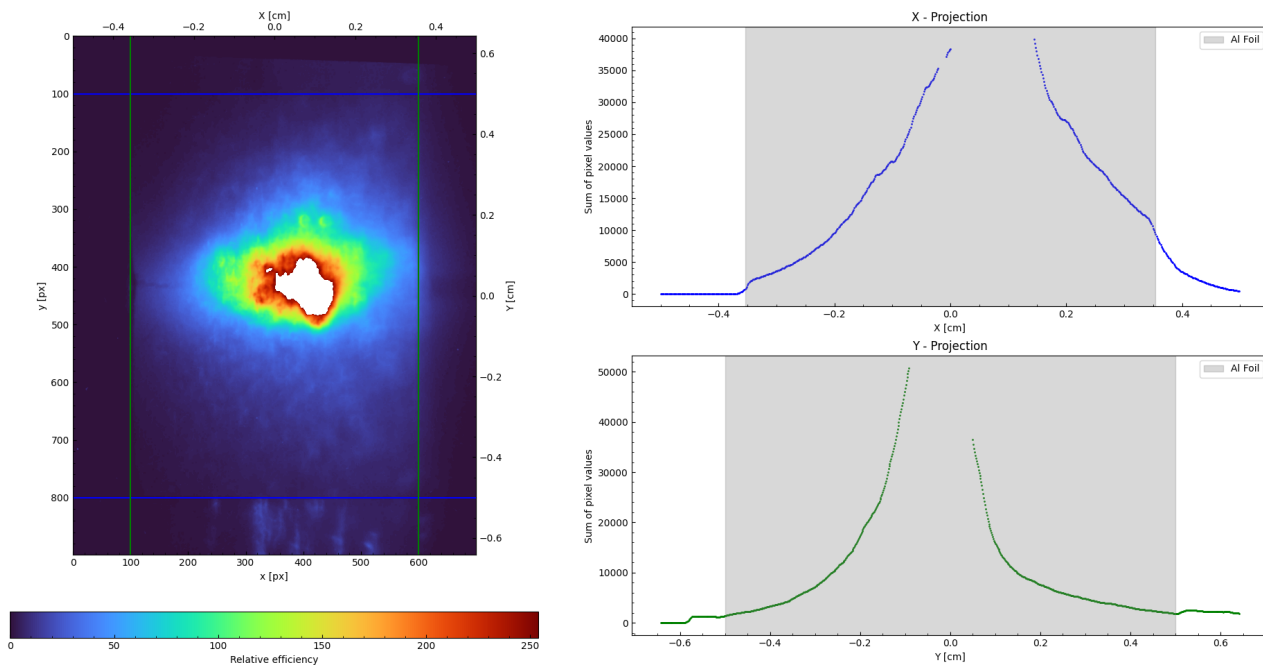 X [cm]
−0.4 −0.2 0.0 0.2 0.4
0
100
200
300
400
500
600
700
800
y [px]
0.6
0.4
0.2
0.0
−0.2
−0.4
−0.6
Y [cm]
0 100 200 300 400 500 600
x [px]
0 50 100 150 200 250
Relative efficiency
X - Projection
Al Foil
40000
35000
30000
25000
20000
15000
10000
5000
0
Sum of pixel values
−0.4 −0.2 0.0 0.2 0.4
X [cm]
Y - Projection
Al Foil
50000
40000
30000
20000
10000
0
Sum of pixel values
−0.6 −0.4 −0.2 0.0 0.2 0.4 0.6
Y [cm]